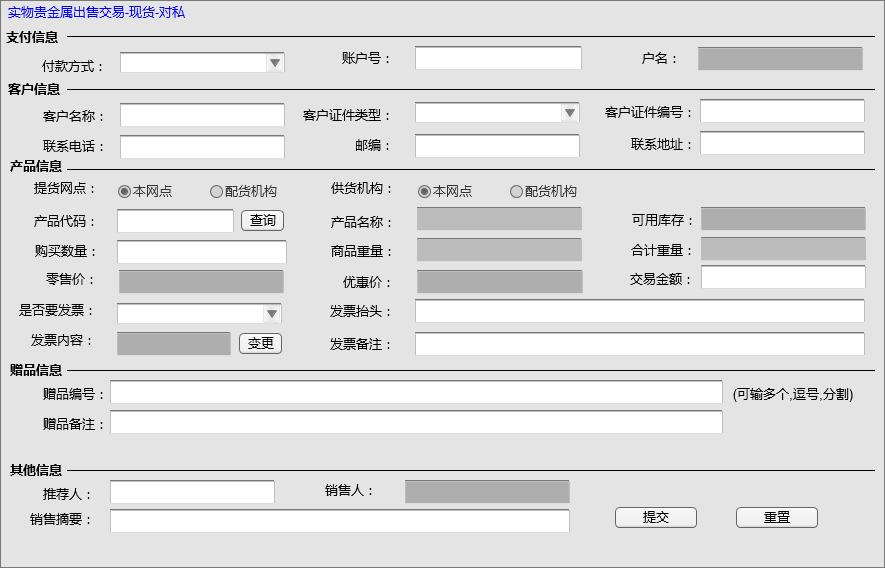 实物贵金属出售交易-现货-对私
支付信息
付款方式： 账户号： 户名：
客户信息
客户名称： 客户证件类型： 客户证件编号：
联系电话： 邮编： 联系地址：
产品信息
提货网点： 本网点 配货机构 供货机构： 本网点 配货机构
产品代码： 查询 产品名称： 可用库存：
购买数量： 商品重量： 合计重量：
零售价： 优惠价： 交易金额：
是否要发票： 发票抬头：
发票内容： 变更 发票备注：
赠品信息
赠品编号： (可输多个,逗号,分割)
赠品备注：
其他信息
推荐人： 销售人：
销售摘要： 提交 重置